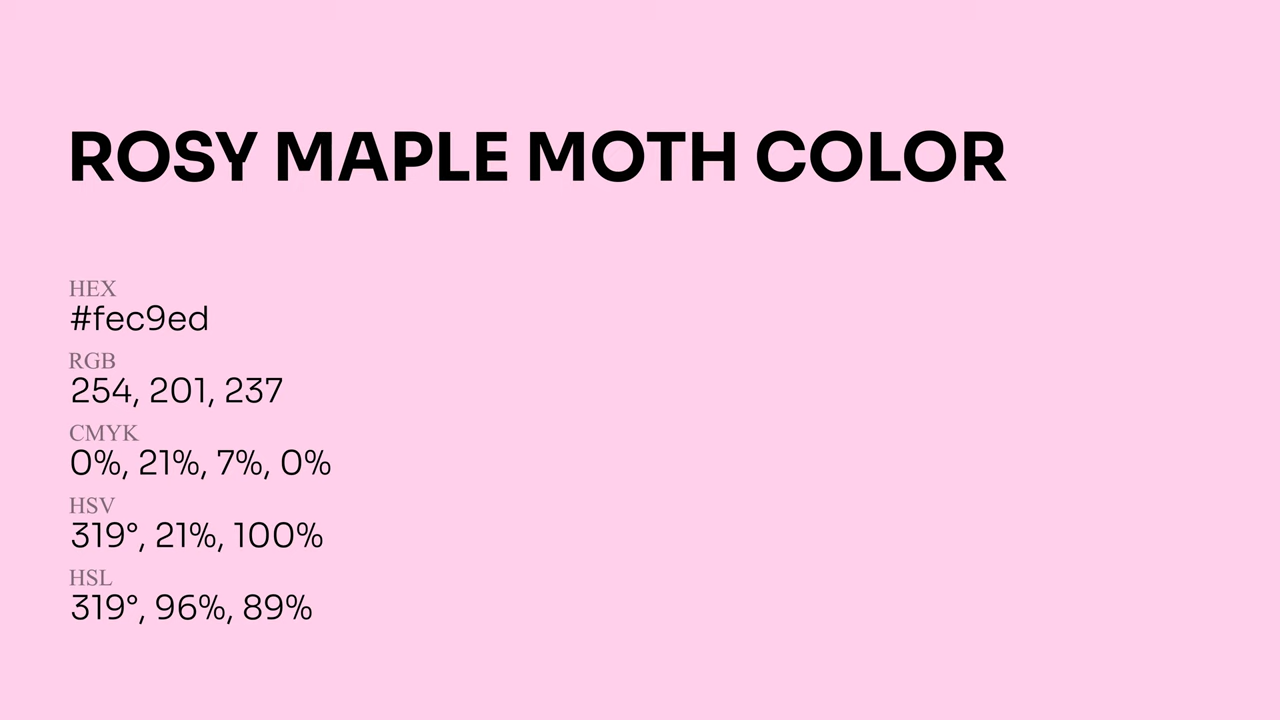 ROSY MAPLE MOTH COLOR
HEX
#fec9ed
RGB
254, 201, 237
CMYK
0%, 21%, 7%, 0%
HSV
319°, 21%, 100%
HSL
319°, 96%, 89%